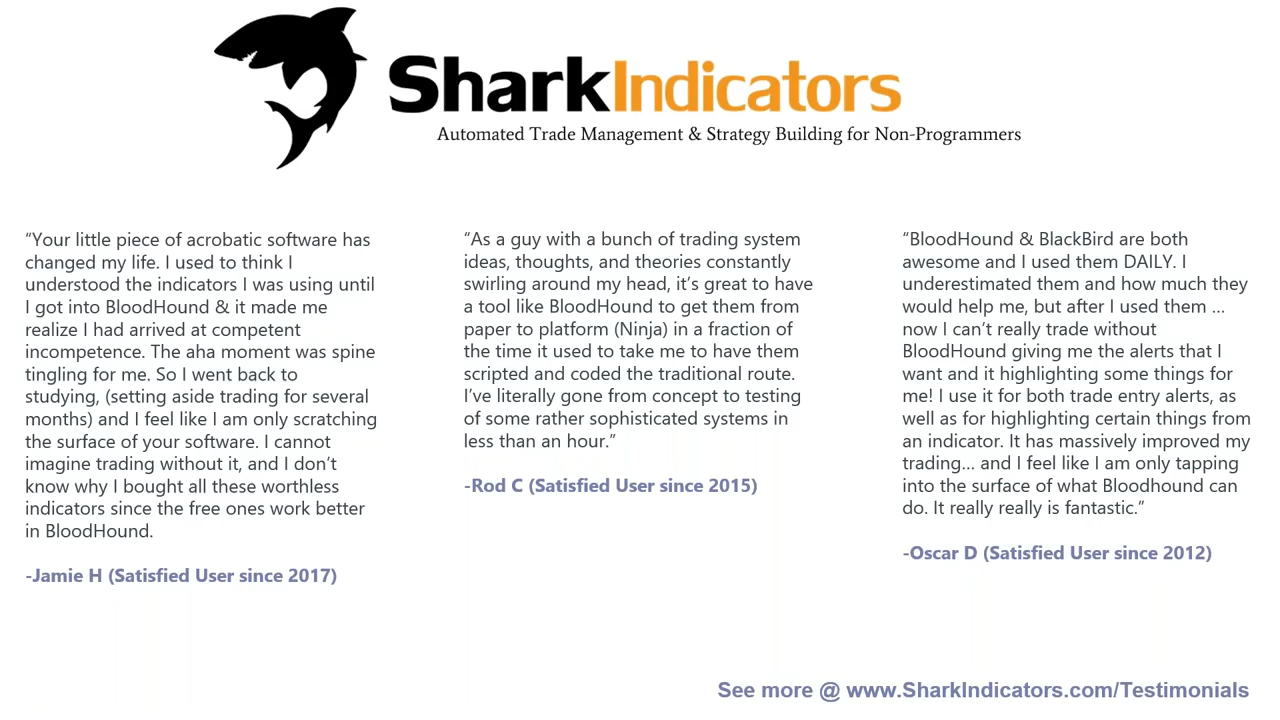 SharkIndicators
Automated Trade Management & Strategy Building for Non-Programmers
“Your little piece of acrobatic software has
changed my life. I used to think I
understood the indicators I was using until
I got into BloodHound & it made me
realize I had arrived at competent
incompetence. The aha moment was spine
tingling for me. So I went back to
studying, (setting aside trading for several
months) and I feel like I am only scratching
the surface of your software. I cannot
imagine trading without it, and I don’t
know why I bought all these worthless
indicators since the free ones work better
in BloodHound.
-Jamie H (Satisfied User since 2017)
“As a guy with a bunch of trading system
ideas, thoughts, and theories constantly
swirling around my head, it’s great to have
a tool like BloodHound to get them from
paper to platform (Ninja) in a fraction of
the time it used to take me to have them
scripted and coded the traditional route.
I’ve literally gone from concept to testing
of some rather sophisticated systems in
less than an hour.”
-Rod C (Satisfied User since 2015)
“BloodHound & BlackBird are both
awesome and I used them DAILY. I
underestimated them and how much they
would help me, but after I used them ...
now I can’t really trade without
BloodHound giving me the alerts that I
want and it highlighting some things for
me! I use it for both trade entry alerts, as
well as for highlighting certain things from
an indicator. It has massively improved my
trading... and I feel like I am only tapping
into the surface of what Bloodhound can
do. It really really is fantastic.”
-Oscar D (Satisfied User since 2012)
See more @ www.SharkIndicators.com/Testimonials